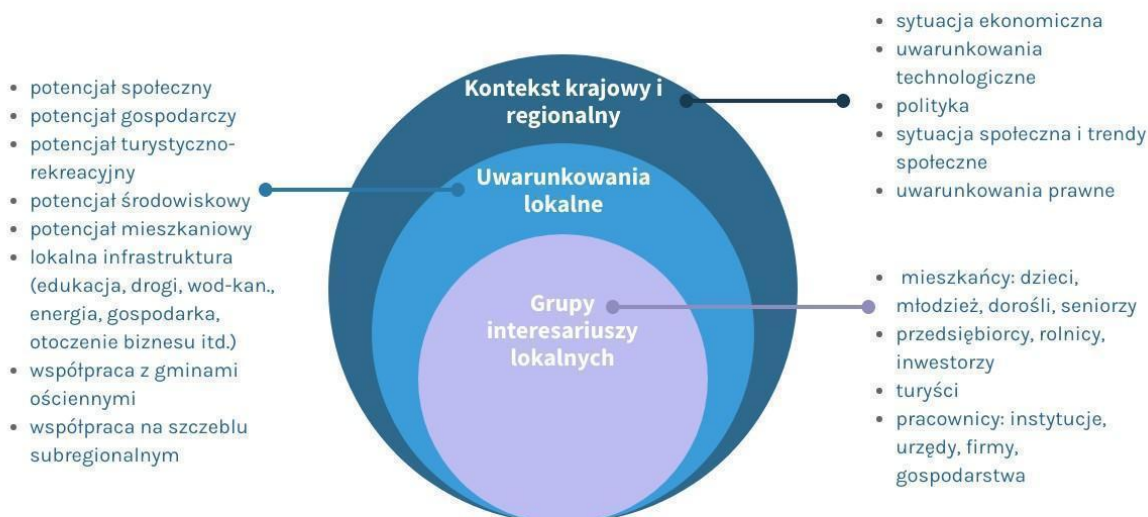 Kontekst krajowy i
regionalny
Uwarunkowania
lokalne
Grupy
interesariuszy
lokalnych
• potencjał społeczny
• potencjał gospodarczy
• potencjał turystyczno-
rekreacyjny
• potencjał środowiskowy
• potencjał mieszkaniowy
• lokalna infrastruktura
(edukacja, drogi, wod-kan.,
energia, gospodarka,
otoczenie biznesu itd.)
• współpraca z gminami
ościennymi
• współpraca na szczeblu
subregionalnym
• sytuacja ekonomiczna
• uwarunkowania
technologiczne
• polityka
• sytuacja społeczna i trendy
społeczne
• uwarunkowania prawne
• mieszkańcy: dzieci,
młodzież, dorośli, seniorzy
• przedsiębiorcy, rolnicy,
inwestorzy
• turyści
• pracownicy: instytucje,
urzędy, firmy,
gospodarstwa